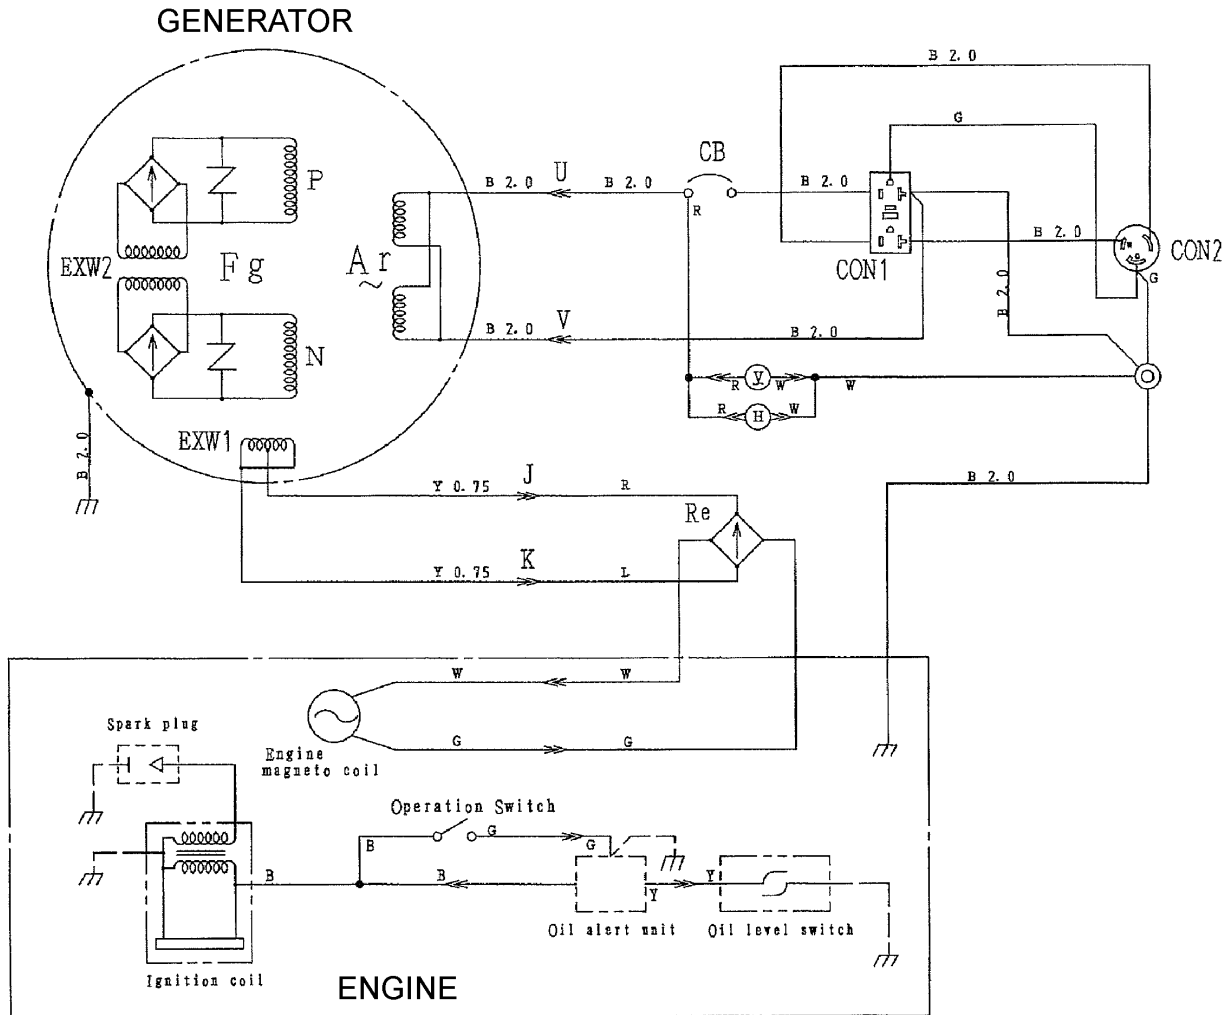 GENERATOR
B 2.0
G
CB
U
P
B 2.0
B 2.0
B 2.0
R
EXW2
Fg
Ar
~
CON1
B 2.0
W
CON2
G
B 2.0
V
B 2.0
B 2.0
N
R
V
W
W
R
H
W
B 2.0
EXW1
B 2.0
J
Y 0.75
R
Re
K
Y 0.75
L
W
W
Spark plug
G
G
Engine
magneto coil
Operation Switch
G
B
G
B
B
Y
Y
Oil alert unit
Oil level switch
Ignition coil
ENGINE